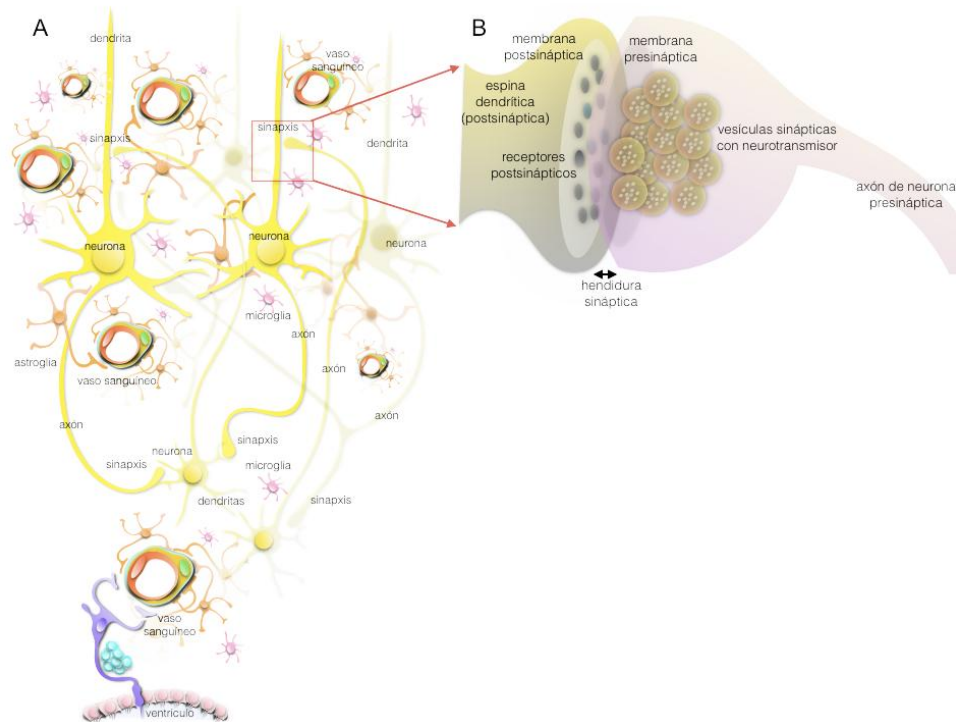 A
dendrita
vaso
sanguíneo
sinapxis
sinapxis
dendrita
neurona
neurona
neurona
microglia
axón
astroglia
vaso sanguíneo
axón
axón
axón
sinapxis
neurona
sinapxis
microglia
dendritas
sinapxis
vaso
sanguíneo
ventrículo
B
membrana
postsináptica
membrana
presináptica
espina
dendrítica
(postsináptica)
vesículas sinápticas
con neurotransmisor
receptores
postsinápticos
axón de neurona
presináptica
hendidura
sináptica